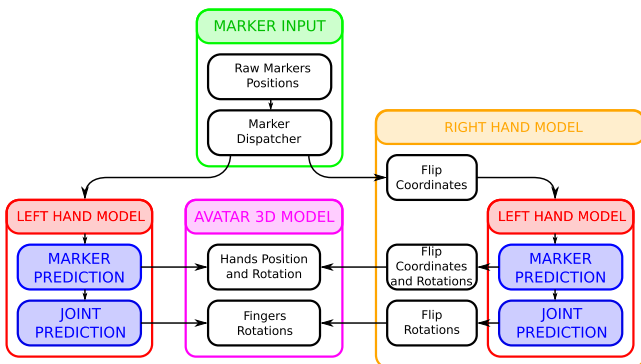 MARKER INPUT
Raw Markers
Positions
Marker
Dispatcher
RIGHT HAND MODEL
Flip
Coordinates
LEFT HAND MODEL
MARKER
PREDICTION
JOINT
PREDICTION
AVATAR 3D MODEL
Hands Position
and Rotation
Fingers
Rotations
Flip
Coordinates
and Rotations
Flip
Rotations
LEFT HAND MODEL
MARKER
PREDICTION
JOINT
PREDICTION